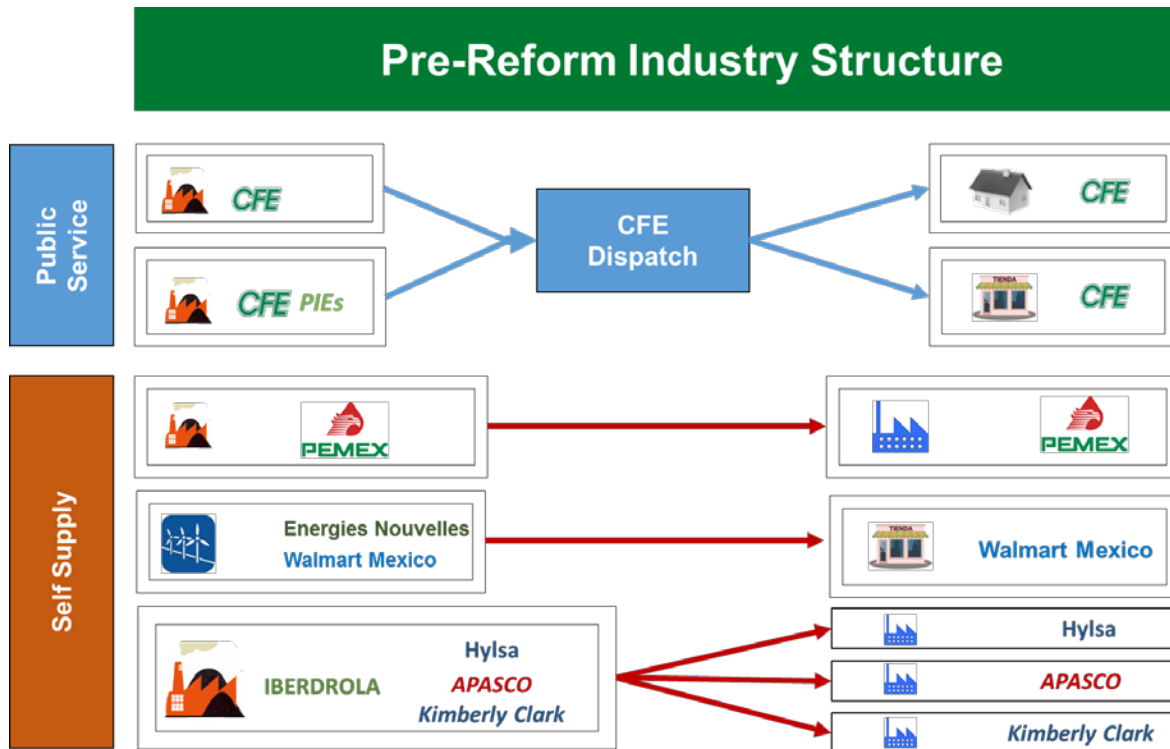 Pre-Reform Industry Structure
Public
Service
CFE
CFE PIEs
CFE
Dispatch
CFE
TIENDA
CFE
Self Supply
PEMEX
PEMEX
Energies Nouvelles
Walmart Mexico
TIENDA
Walmart Mexico
IBERDROLA
Hylsa
APASCO
Kimberly Clark
Hylsa
APASCO
Kimberly Clark